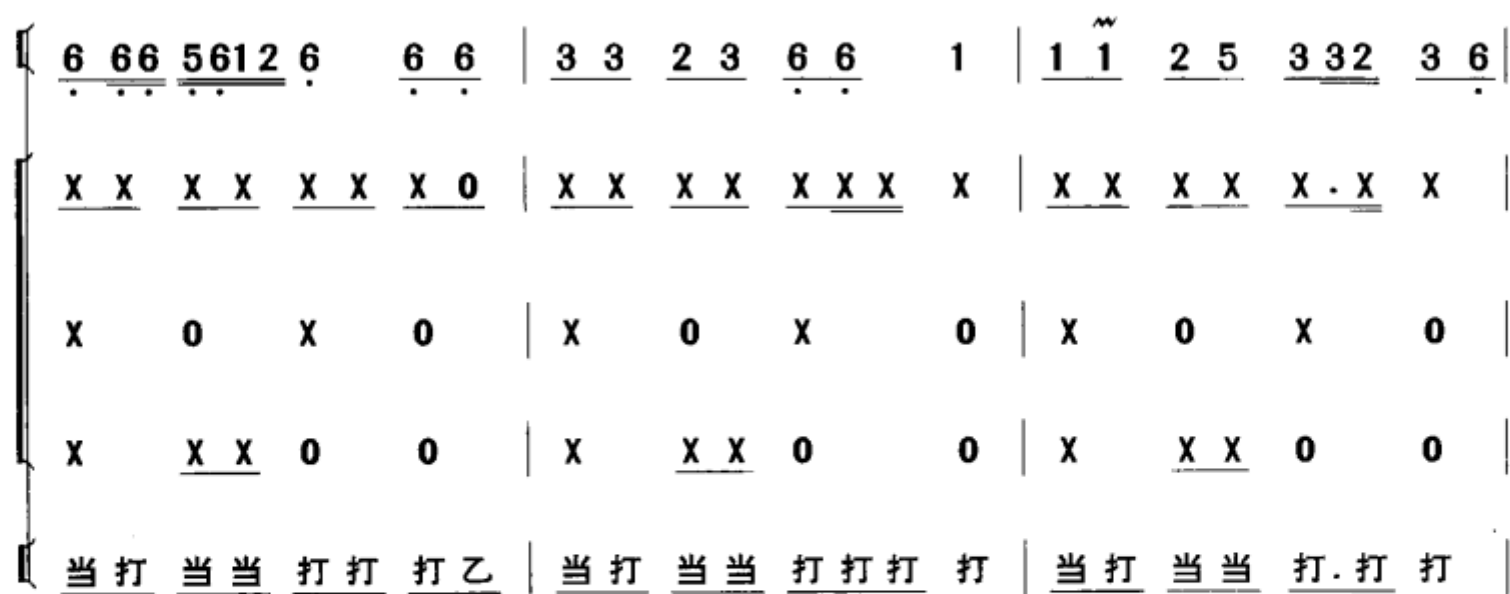 6 66 5612 6 6 6 | 3 3 2 3 6 6 1 | 1 1 2 5 3 32 3 6 |
X X X X X X X 0 | X X X X X X X X | X X X X X . X X |
X 0 X 0 | X 0 X 0 | X 0 X 0 |
X X X 0 0 | X X X 0 0 | X X X 0 0 |
当打 当当 打打 打乙 | 当打 当当 打打打 打 | 当打 当当 打.打 打